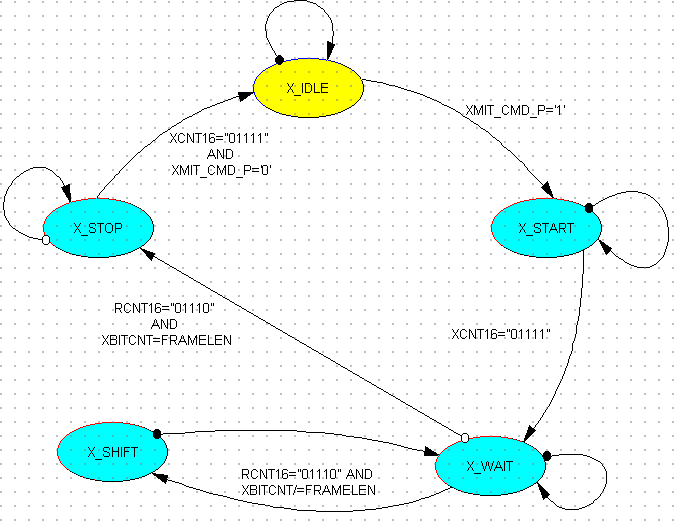 X_IDLE
XMIT_CMD_P='1'
XCNT16="01111"
AND
XMIT_CMD_P='0'
X_STOP
X_START
RCNT16="01110"
AND
XBITCNT=FRAMELEN
XCNT16="01111"
X_SHIFT
RCNT16="01110" AND
XBITCNT/=FRAMELEN
X_WAIT